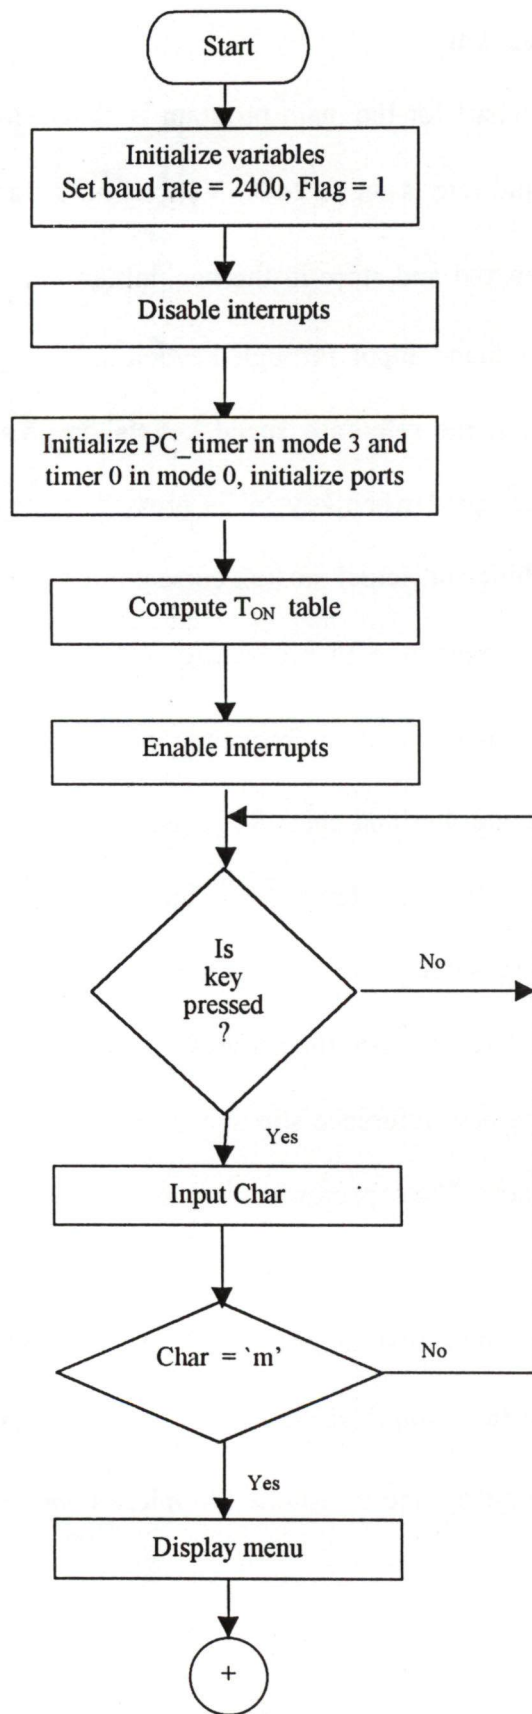 Start
Initialize variables
Set baud rate = 2400, Flag = 1
Disable interrupts
Initialize PC_timer in mode 3 and
timer 0 in mode 0, initialize ports
Compute TON table
Enable Interrupts
Is
key
pressed
?
No
Yes
Input Char
Char = `m’
No
Yes
Display menu
+